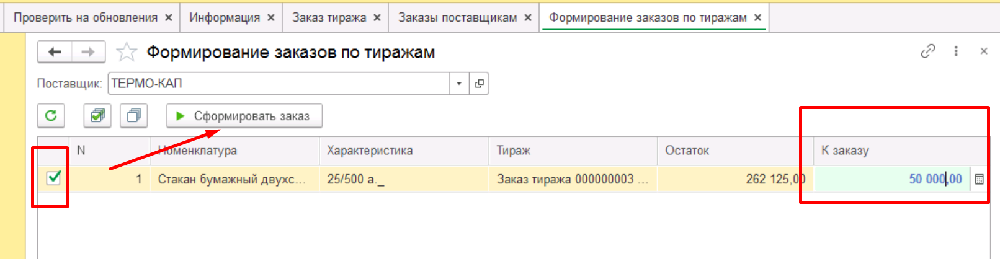 Проверить на обновления × Информация × Заказ тиража × Заказы поставщикам × Формирование заказов по тиражам ×
Формирование заказов по тиражам
Поставщик: ТЕРМО-КАП
Сформировать заказ
N Номенклатура Характеристика Тираж Остаток К заказу
1 Стакан бумажный двухс... 25/500 а._ Заказ тиража 000000003 ... 262 125,00 50 000,00